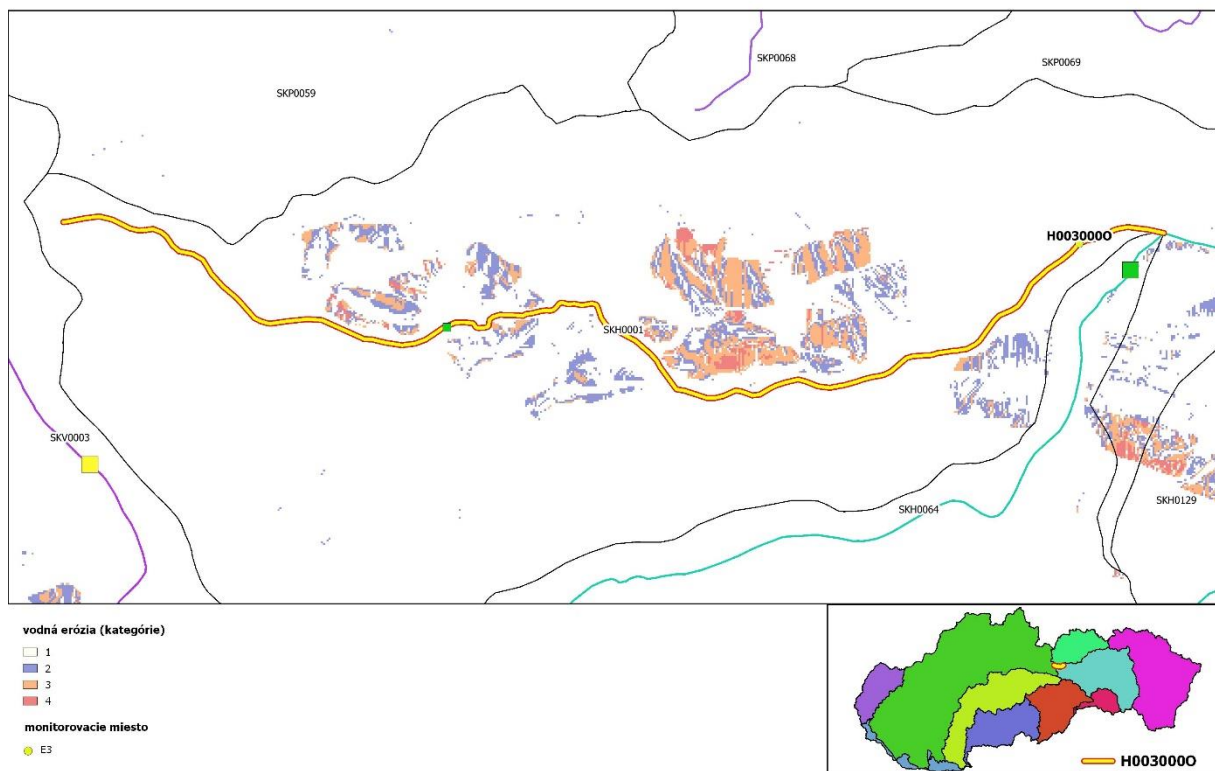 SKP0068
SKP0069
SKP0059
H003000O
SKH0001
SKV0003
SKH0129
SKH0064
vodná erózia (kategórie)
1
2
3
4
monitorovacie miesto
E3
H003000O